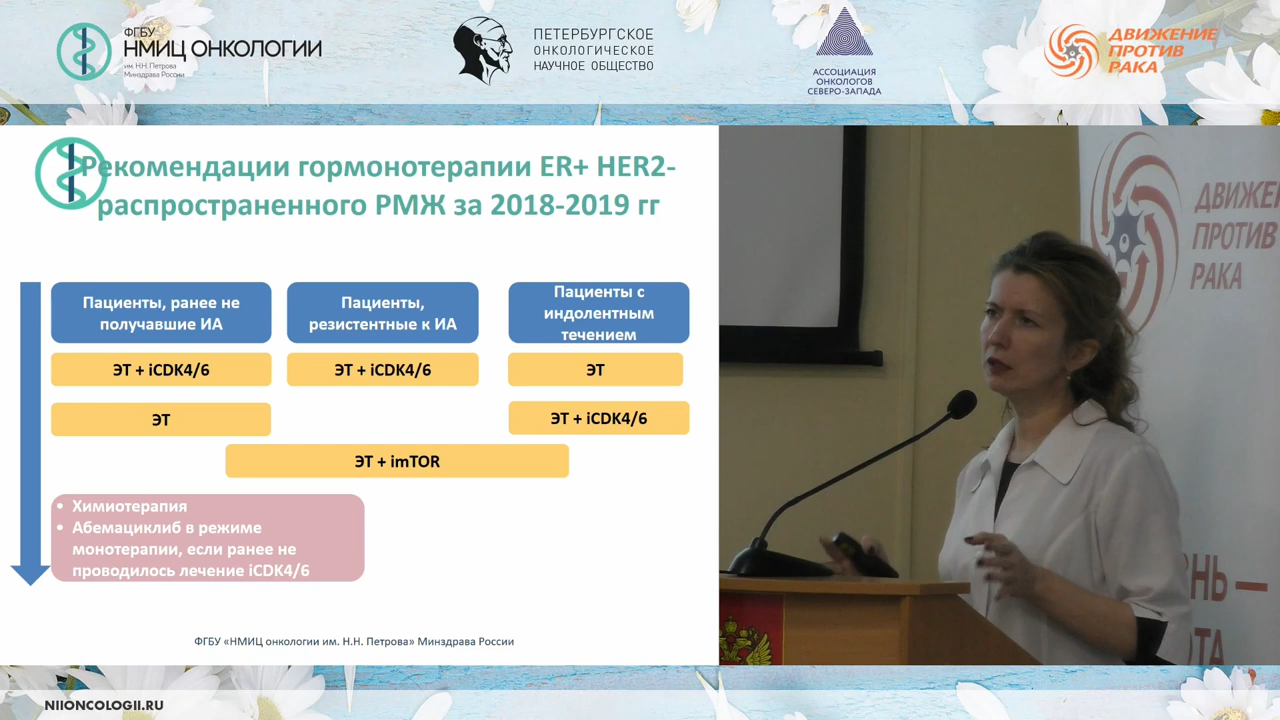 ФГБУ
НМИЦ ОНКОЛОГИИ
им. Н.Н. Петрова
Минздрава России
ПЕТЕРБУРГСКОЕ
ОНКОЛОГИЧЕСКОЕ
НАУЧНОЕ ОБЩЕСТВО
АССОЦИАЦИЯ
ОНКОЛОГОВ
СЕВЕРО-ЗАПАДА
ДВИЖЕНИЕ
ПРОТИВ
РАКА
Рекомендации гормонотерапии ER+ HER2-
распространенного РМЖ за 2018-2019 гг
Пациенты, ранее не
получавшие ИА
Пациенты,
резистентные к ИА
Пациенты с
индолентным
течением
ЭТ + iCDK4/6
ЭТ + iCDK4/6
ЭТ
ЭТ
ЭТ + iCDK4/6
ЭТ + imTOR
• Химиотерапия
• Абемациклиб в режиме
монотерапии, если ранее не
проводилось лечение iCDK4/6
ФГБУ «НМИЦ онкологии им. Н.Н. Петрова» Минздрава России
ДВИЖЕН
ПРОТИВ
РАКА
НЬ —
ОТА
NIIONCOLOGII.RU